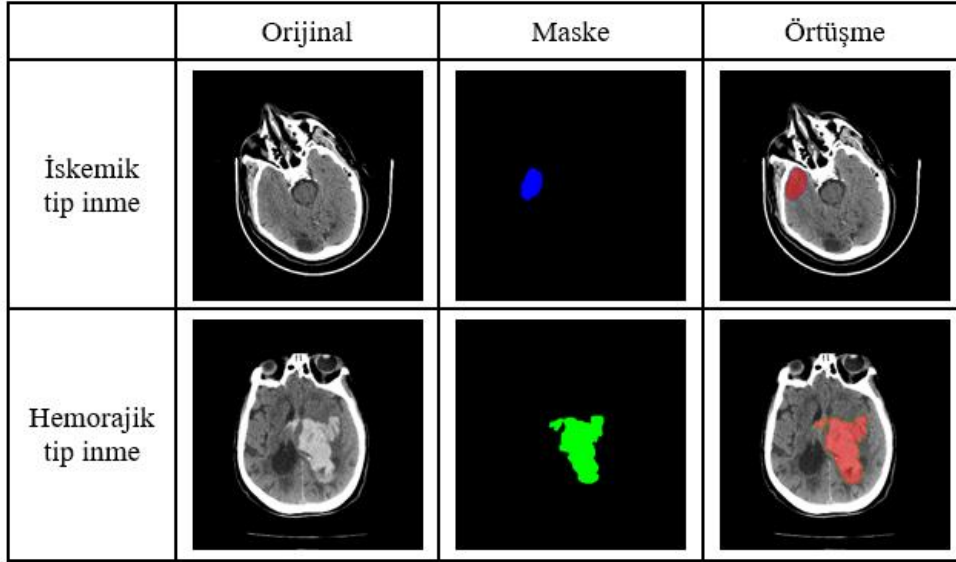 Orijinal
Maske
Örtüşme
İskemik
tip inme
Hemorajik
tip inme